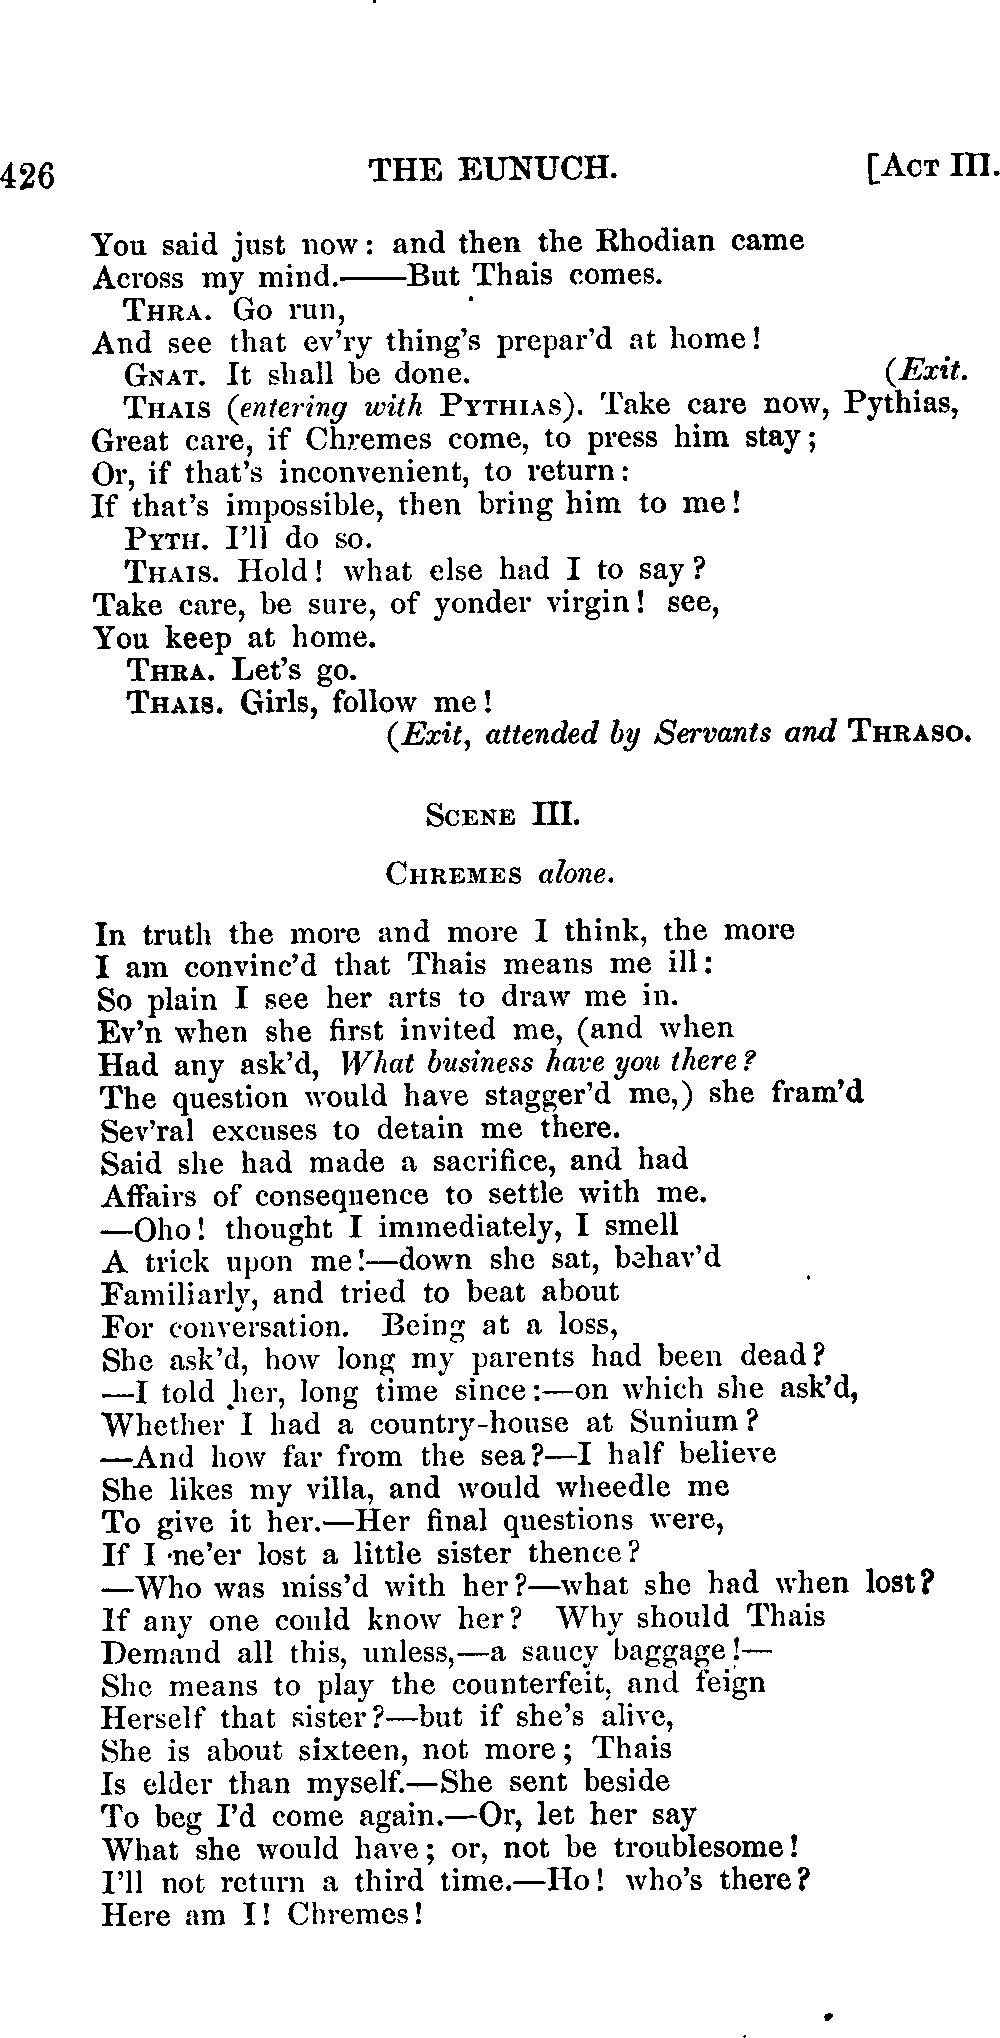 426 THE EUNUCH. [ACT III.
You said just now: and then the Rhodian came
Across my mind.——But Thais comes.
THRA. Go run,
And see that ev'ry thing's prepar'd at home!
GNAT. It shall be done. (Exit.
THAIS (entering with PYTHIAS). Take care now, Pythias,
Great care, if Chremes come, to press him stay;
Or, if that's inconvenient, to return:
If that's impossible, then bring him to me!
PYTH. I'll do so.
THAIS. Hold! what else had I to say?
Take care, be sure, of yonder virgin! see,
You keep at home.
THRA. Let's go.
THAIS. Girls, follow me!
(Exit, attended by Servants and THRASO.
SCENE III.
CHREMES alone.
In truth the more and more I think, the more
I am convinc'd that Thais means me ill:
So plain I see her arts to draw me in.
Ev'n when she first invited me, (and when
Had any ask'd, What business have you there?
The question would have stagger'd me,) she fram'd
Sev'ral excuses to detain me there.
Said she had made a sacrifice, and had
Affairs of consequence to settle with me.
—Oho! thought I immediately, I smell
A trick upon me!—down she sat, behav'd
Familiarly, and tried to beat about
For conversation. Being at a loss,
She ask'd, how long my parents had been dead?
—I told her, long time since:—on which she ask'd,
Whether I had a country-house at Sunium?
—And how far from the sea?—I half believe
She likes my villa, and would wheedle me
To give it her.—Her final questions were,
If I ne'er lost a little sister thence?
—Who was miss'd with her?—what she had when lost?
If any one could know her? Why should Thais
Demand all this, unless,—a saucy baggage!—
She means to play the counterfeit, and feign
Herself that sister?—but if she's alive,
She is about sixteen, not more; Thais
Is elder than myself.—She sent beside
To beg I'd come again.—Or, let her say
What she would have; or, not be troublesome!
I'll not return a third time.—Ho! who's there?
Here am I! Chremes!